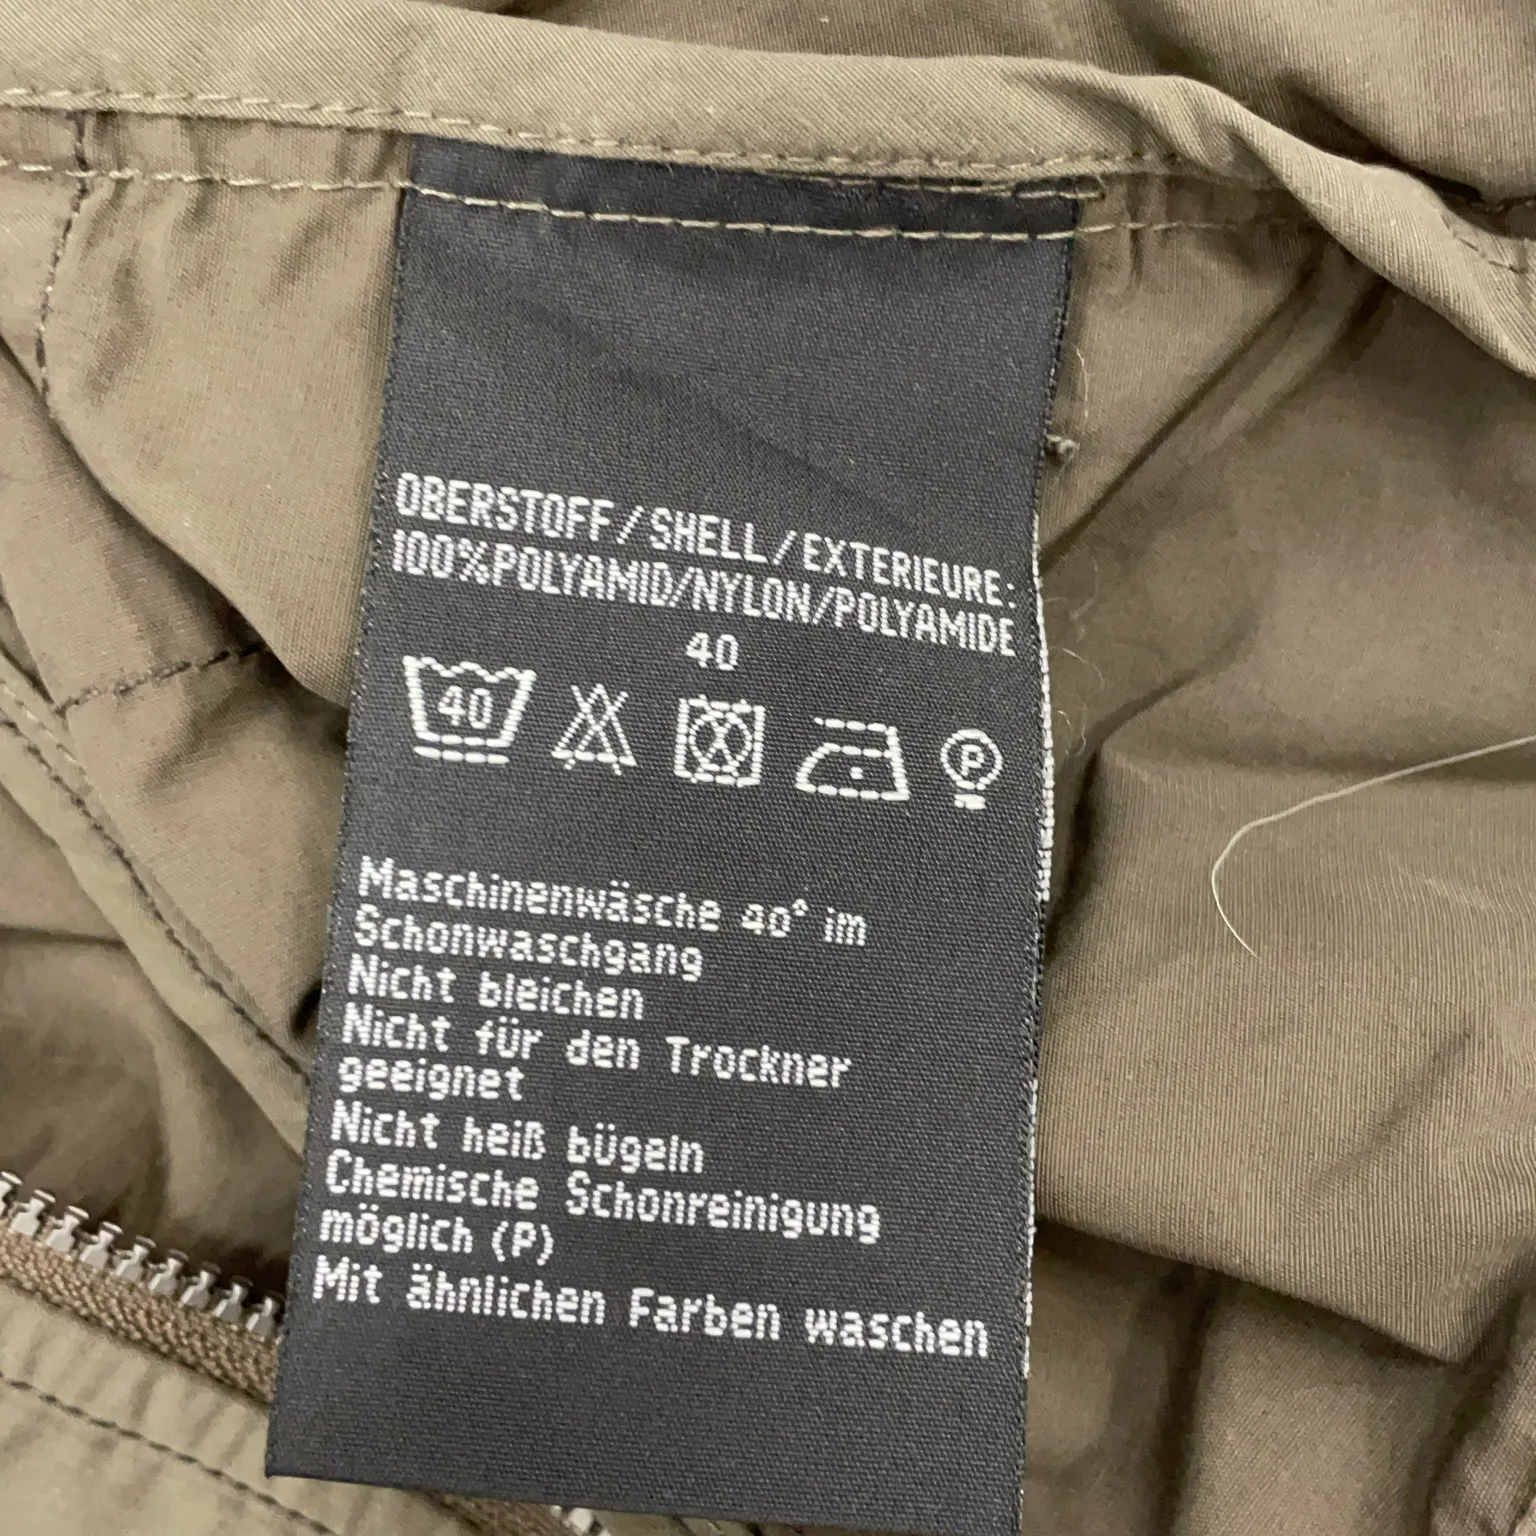 OBERSTOFF/SHELL/EXTERIEURE:
100%POLYAMID/NYLON/POLYAMIDE
40
40 P
Maschinenwäsche 40° im
Schonwaschgang
Nicht bleichen
Nicht für den Trockner
geeignet
Nicht heiß bügeln
Chemische Schonreinigung
möglich (P)
Mit ähnlichen Farben waschen